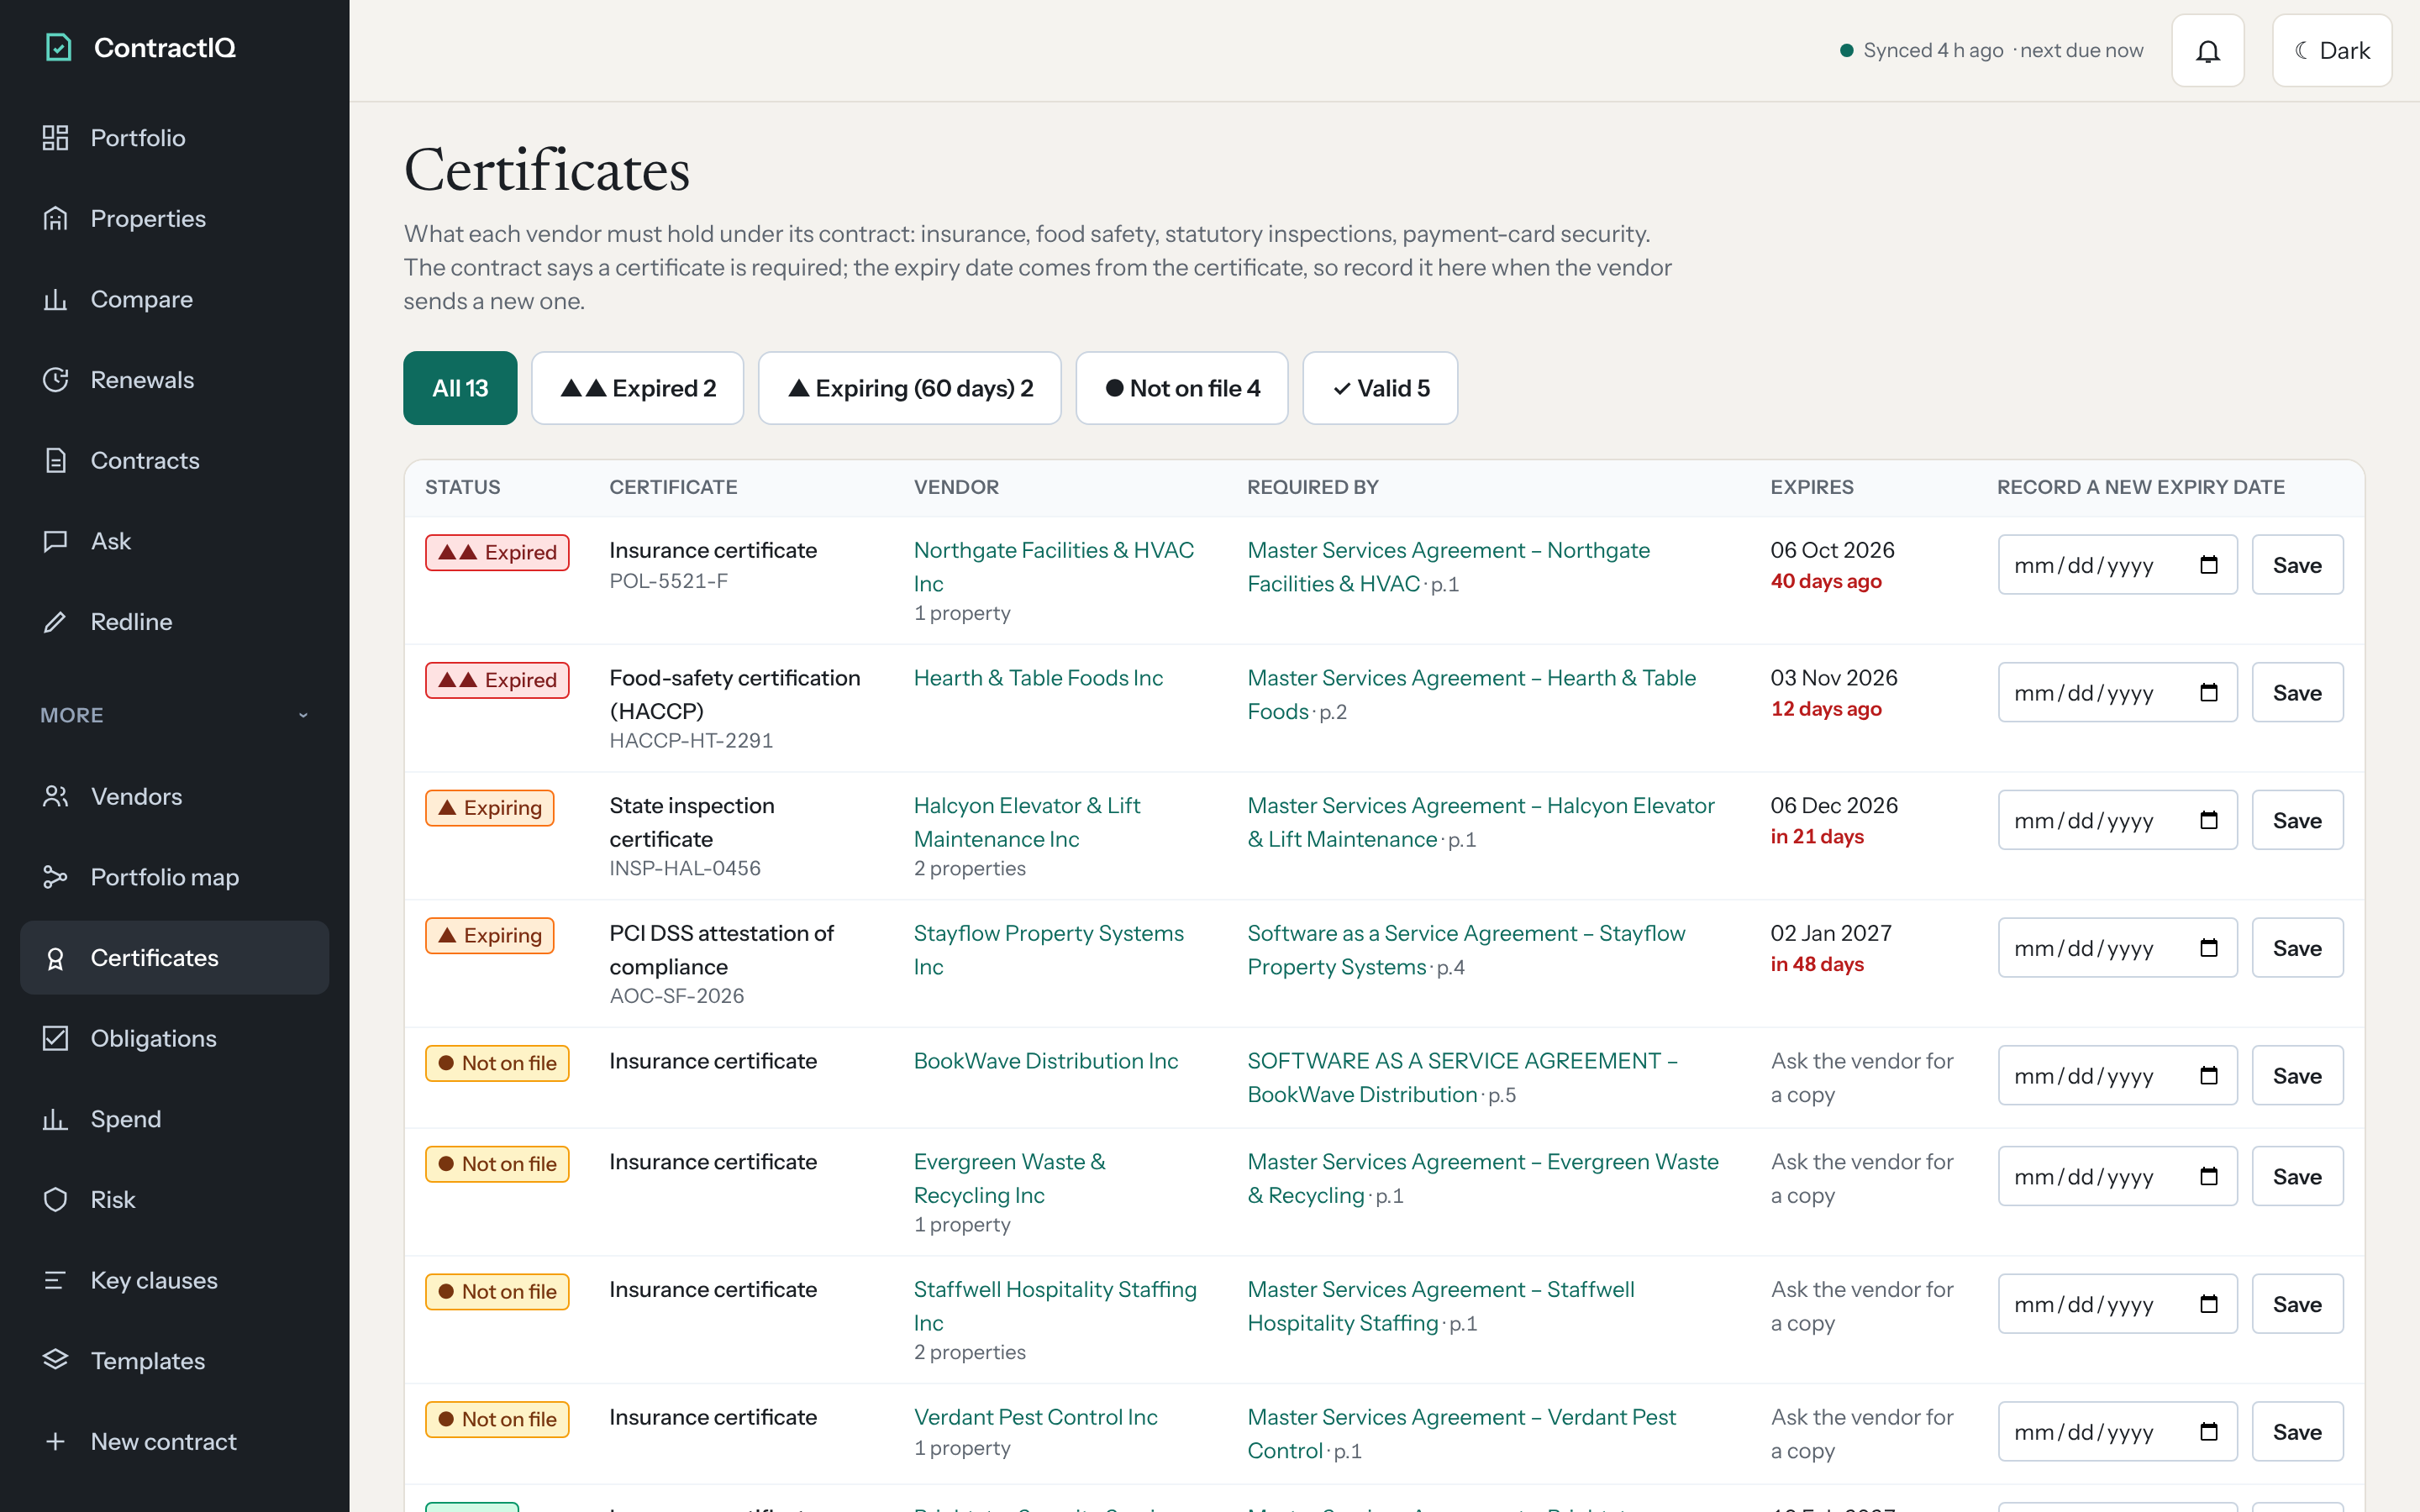 ContractIQ
Portfolio
Properties
Compare
Renewals
Contracts
Ask
Redline
MORE
Vendors
Portfolio map
Certificates
Obligations
Spend
Risk
Key clauses
Templates
New contract
Synced 4 h ago · next due now
Dark
Certificates
What each vendor must hold under its contract: insurance, food safety, statutory inspections, payment-card security.
The contract says a certificate is required; the expiry date comes from the certificate, so record it here when the vendor
sends a new one.
All 13
▲▲ Expired 2
▲ Expiring (60 days) 2
● Not on file 4
✓ Valid 5
STATUS CERTIFICATE VENDOR REQUIRED BY EXPIRES RECORD A NEW EXPIRY DATE
▲▲ Expired
Insurance certificate
POL-5521-F
Northgate Facilities & HVAC
Inc
1 property
Master Services Agreement – Northgate
Facilities & HVAC · p.1
06 Oct 2026
40 days ago
mm/dd/yyyy
Save
▲▲ Expired
Food-safety certification
(HACCP)
HACCP-HT-2291
Hearth & Table Foods Inc
Master Services Agreement – Hearth & Table
Foods · p.2
03 Nov 2026
12 days ago
mm/dd/yyyy
Save
▲ Expiring
State inspection
certificate
INSP-HAL-0456
Halcyon Elevator & Lift
Maintenance Inc
2 properties
Master Services Agreement – Halcyon Elevator
& Lift Maintenance · p.1
06 Dec 2026
in 21 days
mm/dd/yyyy
Save
▲ Expiring
PCI DSS attestation of
compliance
AOC-SF-2026
Stayflow Property Systems
Inc
Software as a Service Agreement – Stayflow
Property Systems · p.4
02 Jan 2027
in 48 days
mm/dd/yyyy
Save
● Not on file
Insurance certificate
BookWave Distribution Inc
SOFTWARE AS A SERVICE AGREEMENT –
BookWave Distribution · p.5
Ask the vendor for
a copy
mm/dd/yyyy
Save
● Not on file
Insurance certificate
Evergreen Waste &
Recycling Inc
1 property
Master Services Agreement – Evergreen Waste
& Recycling · p.1
Ask the vendor for
a copy
mm/dd/yyyy
Save
● Not on file
Insurance certificate
Staffwell Hospitality Staffing
Inc
2 properties
Master Services Agreement – Staffwell
Hospitality Staffing · p.1
Ask the vendor for
a copy
mm/dd/yyyy
Save
● Not on file
Insurance certificate
Verdant Pest Control Inc
1 property
Master Services Agreement – Verdant Pest
Control · p.1
Ask the vendor for
a copy
mm/dd/yyyy
Save